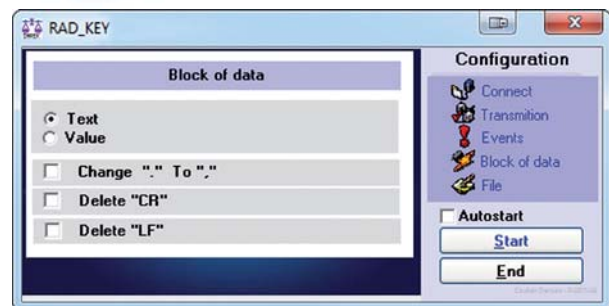 RAD_KEY
Block of data
Text
Value
Change "." To ","
Delete "CR"
Delete "LF"
Configuration
Connect
Transmition
Events
Block of data
File
Autostart
Start
End